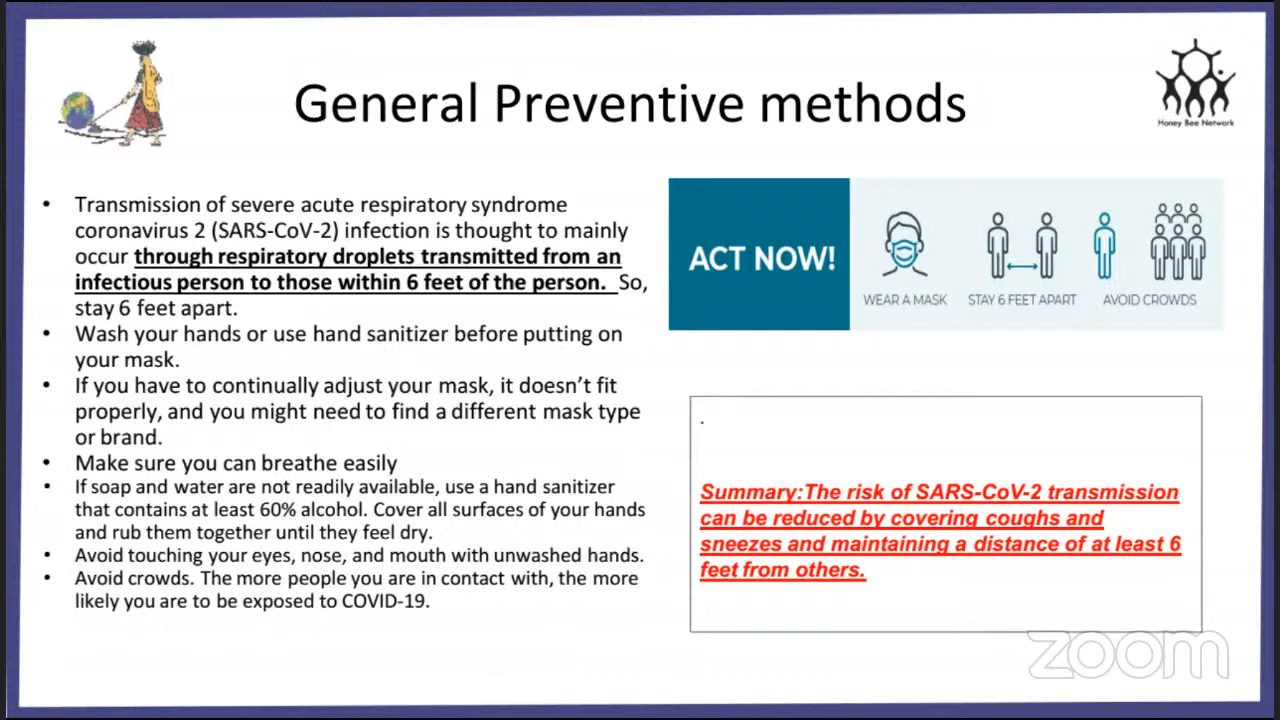 General Preventive methods
Honey Bee Network
• Transmission of severe acute respiratory syndrome
coronavirus 2 (SARS-CoV-2) infection is thought to mainly
occur through respiratory droplets transmitted from an
infectious person to those within 6 feet of the person. So,
stay 6 feet apart.
• Wash your hands or use hand sanitizer before putting on
your mask.
• If you have to continually adjust your mask, it doesn’t fit
properly, and you might need to find a different mask type
or brand.
• Make sure you can breathe easily
• If soap and water are not readily available, use a hand sanitizer
that contains at least 60% alcohol. Cover all surfaces of your hands
and rub them together until they feel dry.
• Avoid touching your eyes, nose, and mouth with unwashed hands.
• Avoid crowds. The more people you are in contact with, the more
likely you are to be exposed to COVID-19.
ACT NOW!
WEAR A MASK STAY 6 FEET APART AVOID CROWDS
.
Summary:The risk of SARS-CoV-2 transmission
can be reduced by covering coughs and
sneezes and maintaining a distance of at least 6
feet from others.
zoom